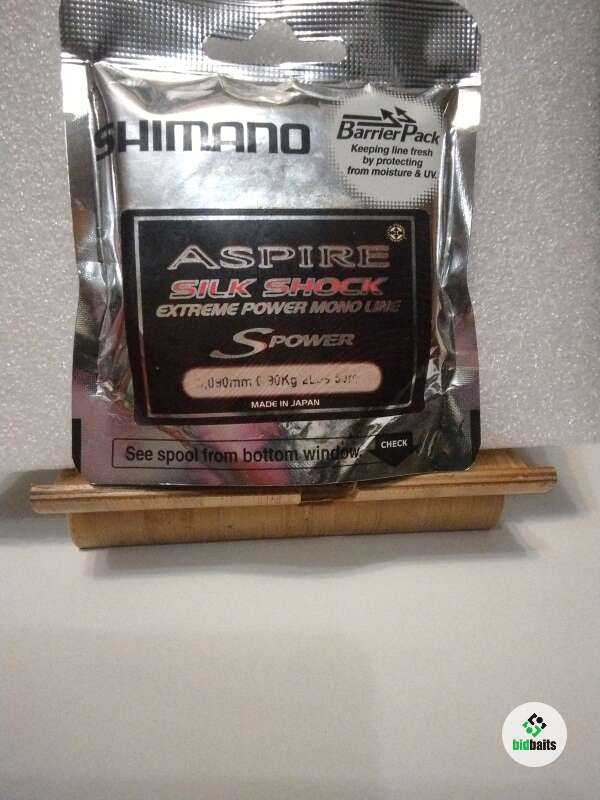 SHIMANO
BarrierPack
Keeping line fresh
by protecting
from moisture & UV.
ASPIRE
SILK SHOCK
EXTREME POWER MONO LINE
S POWER
MADE IN JAPAN
See spool from bottom window.
CHECK
bidbaits